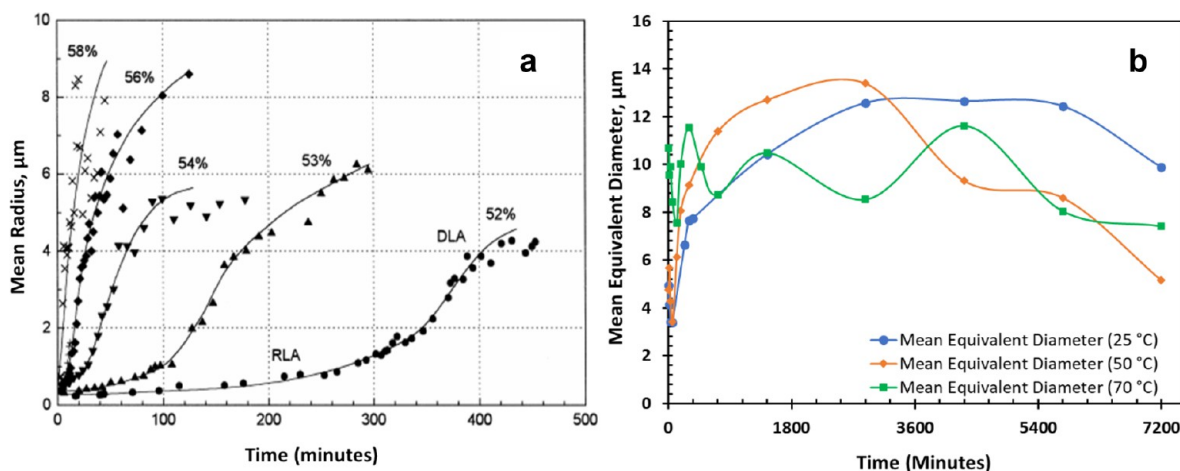 a
Mean Radius, µm
10
8
6
4
2
0
58%
56%
54%
53%
52%
DLA
RLA
0 100 200 300 400 500
Time (minutes)
b
Mean Equivalent Diameter, µm
16
14
12
10
8
6
4
2
0
Mean Equivalent Diameter (25 °C)
Mean Equivalent Diameter (50 °C)
Mean Equivalent Diameter (70 °C)
0 1800 3600 5400 7200
Time (Minutes)